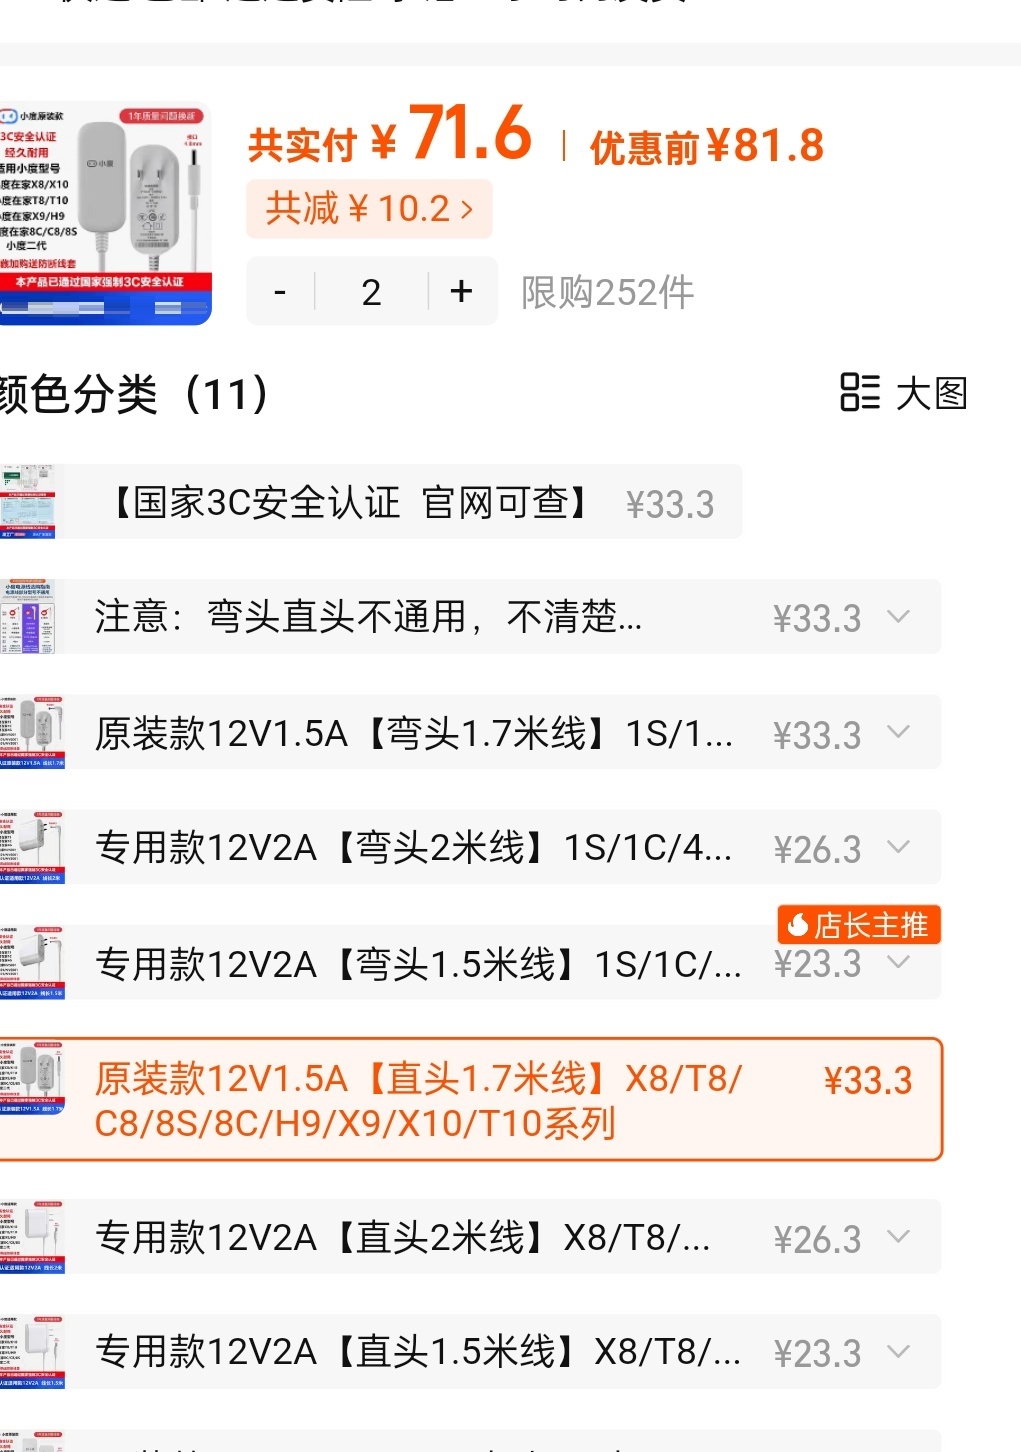 小度原装款
1年质量问题换新
3C安全认证
经久耐用
适用小度型号
度在家X8/X10
度在家T8/T10
度在家X9/H9
度在家8C/C8/8S
小度二代
接口
小度
加购送防断线套
本产品已通过国家强制3C安全认证
共实付 ¥71.6 | 优惠前¥81.8
共减¥10.2 >
- 2 + 限购252件
颜色分类（11）
大图
【国家3C安全认证 官网可查】 ¥33.3
注意：弯头直头不通用，不清楚... ¥33.3
原装款12V1.5A【弯头1.7米线】1S/1... ¥33.3
专用款12V2A【弯头2米线】1S/1C/4... ¥26.3
店长主推
专用款12V2A【弯头1.5米线】1S/1C/... ¥23.3
原装款12V1.5A【直头1.7米线】X8/T8/ ¥33.3
C8/8S/8C/H9/X9/X10/T10系列
专用款12V2A【直头2米线】X8/T8/... ¥26.3
专用款12V2A【直头1.5米线】X8/T8/... ¥23.3